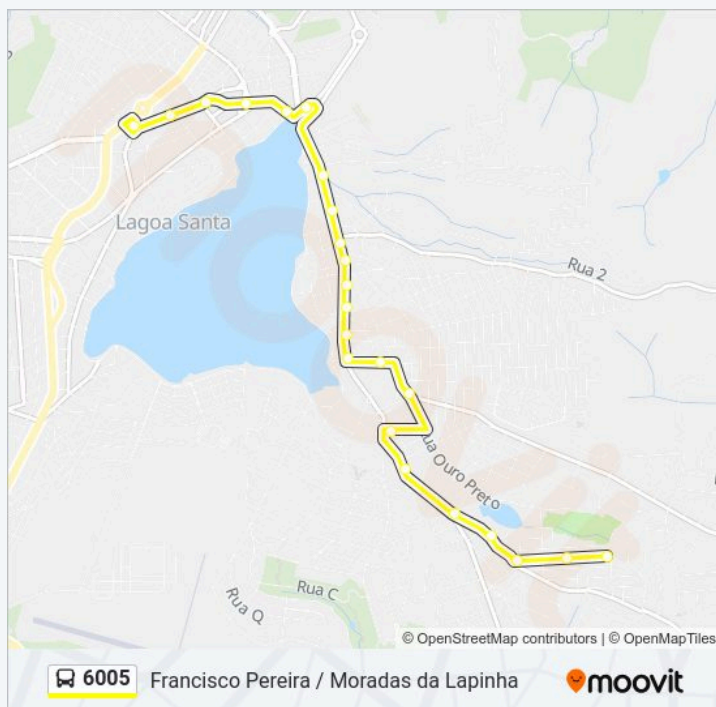 Lagoa Santa
Rua 2
Rua Ouro Preto
Rua C
Rua Q
© OpenStreetMap contributors | © OpenMapTiles
6005 Francisco Pereira / Moradas da Lapinha
moovit